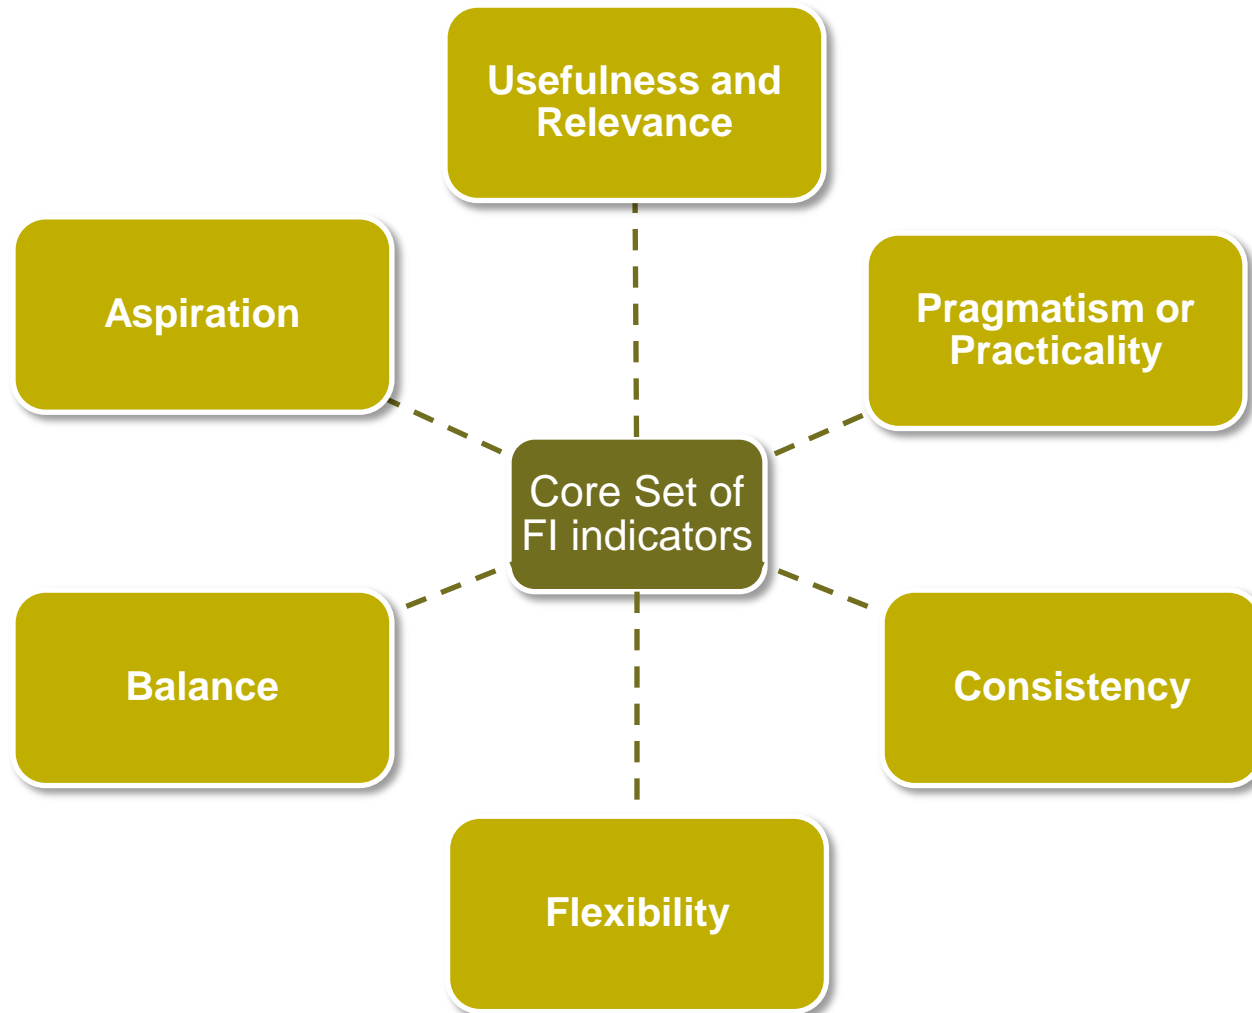 Usefulness and
Relevance
Aspiration
Pragmatism or
Practicality
Core Set of
FI indicators
Balance
Consistency
Flexibility